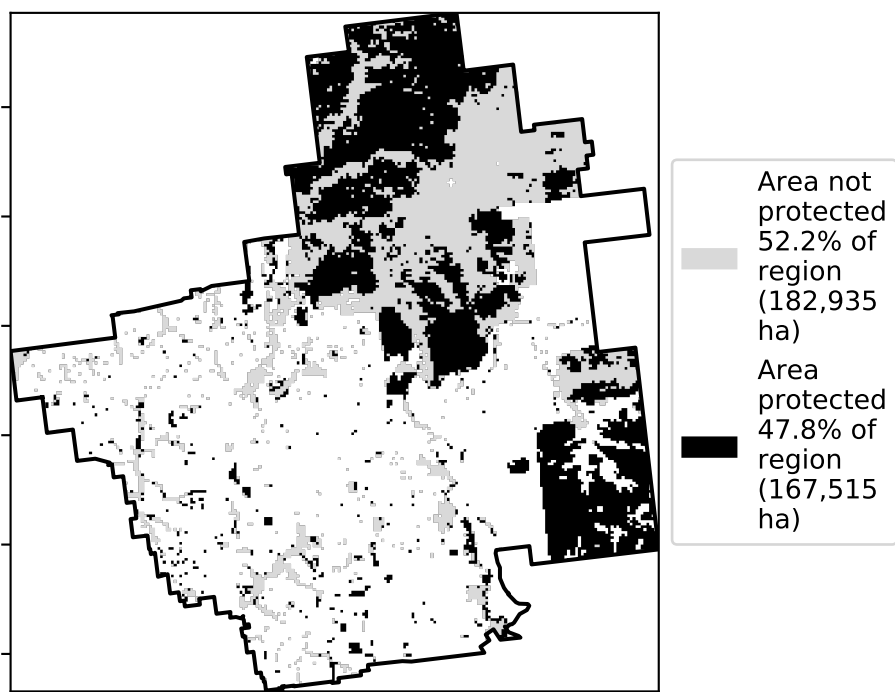 Area not
protected
52.2% of
region
(182,935
ha)
Area
protected
47.8% of
region
(167,515
ha)